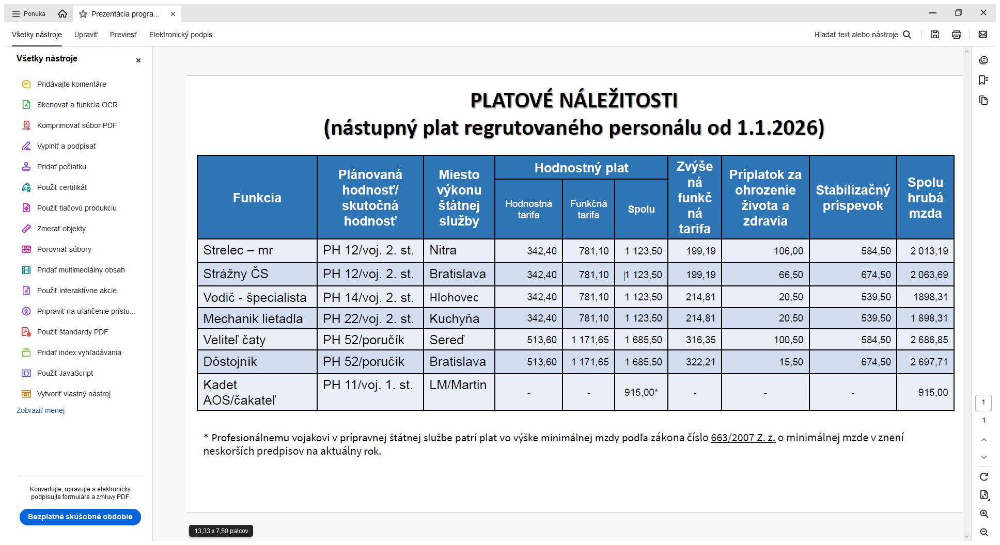 Ponuka
Prezentácia progra...
Všetky nástroje
Upraviť
Previesť
Elektronický podpis
Hľadať text alebo nástroje
Všetky nástroje
Pridávajte komentáre
Skenovať a funkcia OCR
Komprimovať súbor PDF
Vyplniť a podpísať
Pridať pečiatku
Použiť certifikát
Použiť tlačovú produkciu
Zmerať objekty
Porovnať súbory
Pridať multimediálny obsah
Použiť interaktívne akcie
Pripraviť na uľahčenie prístu...
Použiť štandardy PDF
Pridať index vyhľadávania
Použiť JavaScript
Vytvoriť vlastný nástroj
Zobraziť menej
Konvertujte, upravujte a elektronicky
podpisujte formuláre a zmluvy PDF
Bezplatné skúšobné obdobie
PLATOVÉ NÁLEŽITOSTI
(nástupný plat regrutovaného personálu od 1.1.2026)
Funkcia
Plánovaná
hodnosť/
skutočná
hodnosť
Miesto
výkonu
štátnej
služby
Hodnostný plat
Hodnostná
tarifa
Funkčná
tarifa
Spolu
Zvýše
ná
funkč
ná
tarifa
Príplatok za
ohrozenie
života a
zdravia
Stabilizačný
príspevok
Spolu
hrubá
mzda
Strelec – mr PH 12/voj. 2. st. Nitra 342,40 781,10 1 123,50 199,19 106,00 584,50 2 013,19
Strážny ČS PH 12/voj. 2. st. Bratislava 342,40 781,10 1 123,50 199,19 66,50 674,50 2 063,69
Vodič - špecialista PH 14/voj. 2. st. Hlohovec 342,40 781,10 1 123,50 214,81 20,50 539,50 1898,31
Mechanik lietadla PH 22/voj. 2. st. Kuchyňa 342,40 781,10 1 123,50 214,81 20,50 539,50 1 898,31
Veliteľ čaty PH 52/poručík Sereď 513,60 1 171,65 1 685,50 316,35 100,50 584,50 2 686,85
Dôstojník PH 52/poručík Bratislava 513,60 1 171,65 1 685,50 322,21 15,50 674,50 2 697,71
Kadet
AOS/čakateľ PH 11/voj. 1. st. LM/Martin - - 915,00* - - - 915,00
* Profesionálnemu vojakovi v prípravnej štátnej službe patrí plat vo výške minimálnej mzdy podľa zákona číslo 663/2007 Z. z. o minimálnej mzde v znení
neskorších predpisov na aktuálny rok.
13,33 x 7,50 palcov
1
1